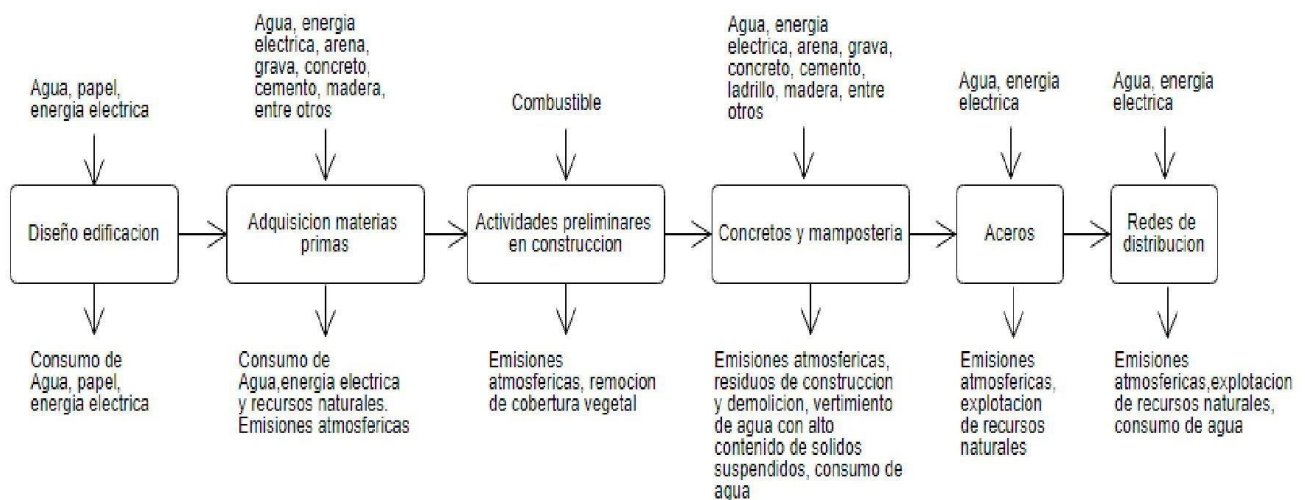 Agua, papel,
energia electrica
Agua, energia
electrica, arena,
grava, concreto,
cemento, madera,
entre otros
Combustible
Agua, energia
electrica, arena, grava,
concreto, cemento,
ladrillo, madera, entre
otros
Agua, energia
electrica
Agua, energia
electrica
Diseño edificacion
Adquisicion materias
primas
Actividades preliminares
en construccion
Concretos y mamposteria
Aceros
Redes de
distribucion
Consumo de
Agua, papel,
energia electrica
Consumo de
Agua,energia electrica
y recursos naturales.
Emisiones atmosfericas
Emisiones
atmosfericas, remocion
de cobertura vegetal
Emisiones atmosfericas,
residuos de construccion
y demolicion, vertimiento
de agua con alto
contenido de solidos
suspendidos, consumo de
agua
Emisiones
atmosfericas,
explotacion
de recursos
naturales
Emisiones
atmosfericas,explotacion
de recursos naturales,
consumo de agua